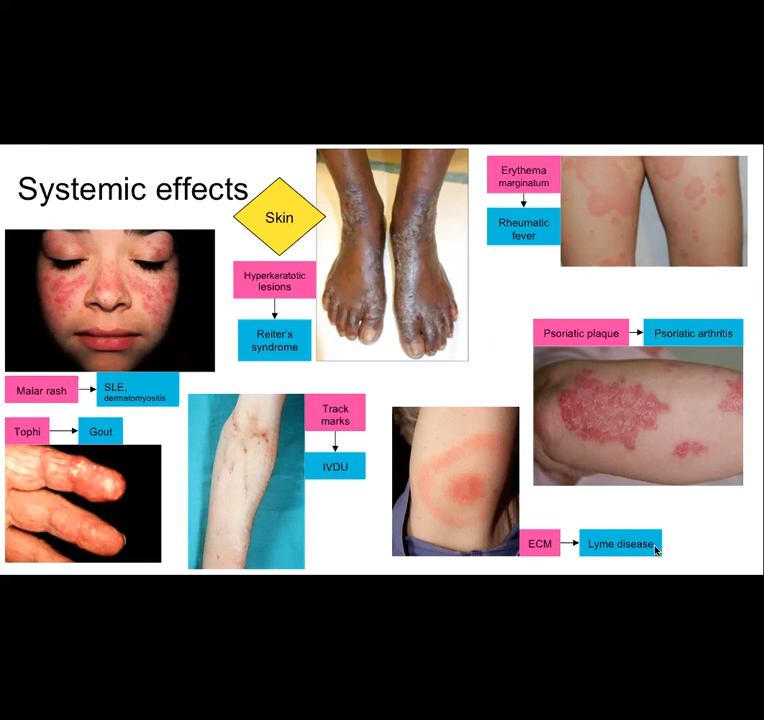 Systemic effects
Skin
Erythema
marginatum
Rheumatic
fever
Hyperkeratotic
lesions
Reiter's
syndrome
Psoriatic plaque
Psoriatic arthritis
Malar rash
SLE,
dermatomyositis
Track
marks
IVDU
Tophi
Gout
ECM
Lyme disease